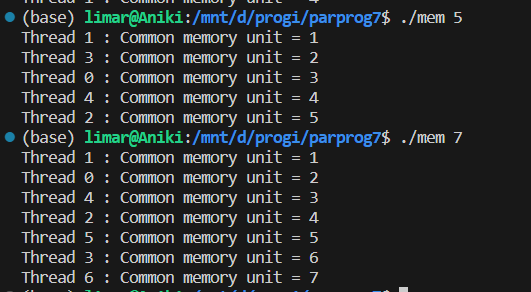 Thread 1 : Common memory unit = 4
(base) limar@Aniki:/mnt/d/progi/parprog7$ ./mem 5
Thread 1 : Common memory unit = 1
Thread 3 : Common memory unit = 2
Thread 0 : Common memory unit = 3
Thread 4 : Common memory unit = 4
Thread 2 : Common memory unit = 5
(base) limar@Aniki:/mnt/d/progi/parprog7$ ./mem 7
Thread 1 : Common memory unit = 1
Thread 0 : Common memory unit = 2
Thread 4 : Common memory unit = 3
Thread 2 : Common memory unit = 4
Thread 5 : Common memory unit = 5
Thread 3 : Common memory unit = 6
Thread 6 : Common memory unit = 7
(base) limar@Aniki:/mnt/d/progi/parprog7$